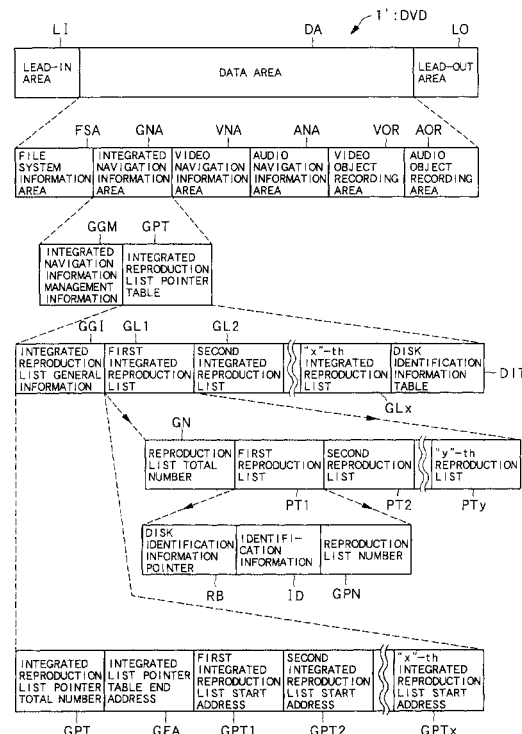 1':DVD
LI DA LO
LEAD-IN AREA
DATA AREA
LEAD-OUT AREA
FSA GNA VNA ANA VOR AOR
FILE SYSTEM INFORMATION AREA
INTEGRATED NAVIGATION INFORMATION AREA
VIDEO NAVIGATION INFORMATION AREA
AUDIO NAVIGATION INFORMATION AREA
VIDEO OBJECT RECORDING AREA
AUDIO OBJECT RECORDING AREA
GGM GPT
INTEGRATED NAVIGATION INFORMATION MANAGEMENT INFORMATION
INTEGRATED REPRODUCTION LIST POINTER TABLE
GGI GL1 GL2
INTEGRATED REPRODUCTION LIST GENERAL INFORMATION
FIRST INTEGRATED REPRODUCTION LIST
SECOND INTEGRATED REPRODUCTION LIST
"x"-th INTEGRATED REPRODUCTION LIST
DISK IDENTIFICATION INFORMATION TABLE
DIT
GLx
GN
REPRODUCTION LIST TOTAL NUMBER
FIRST REPRODUCTION LIST
SECOND REPRODUCTION LIST
"y"-th REPRODUCTION LIST
PT1 PT2 PTy
DISK IDENTIFICATION INFORMATION POINTER
IDENTIFI-CATION INFORMATION
REPRODUCTION LIST NUMBER
RB ID GPN
INTEGRATED REPRODUCTION LIST POINTER TOTAL NUMBER
INTEGRATED LIST POINTER TABLE END ADDRESS
FIRST INTEGRATED REPRODUCTION LIST START ADDRESS
SECOND INTEGRATED REPRODUCTION LIST START ADDRESS
"x"-th INTEGRATED REPRODUCTION LIST START ADDRESS
GPT GEA GPT1 GPT2 GPTx